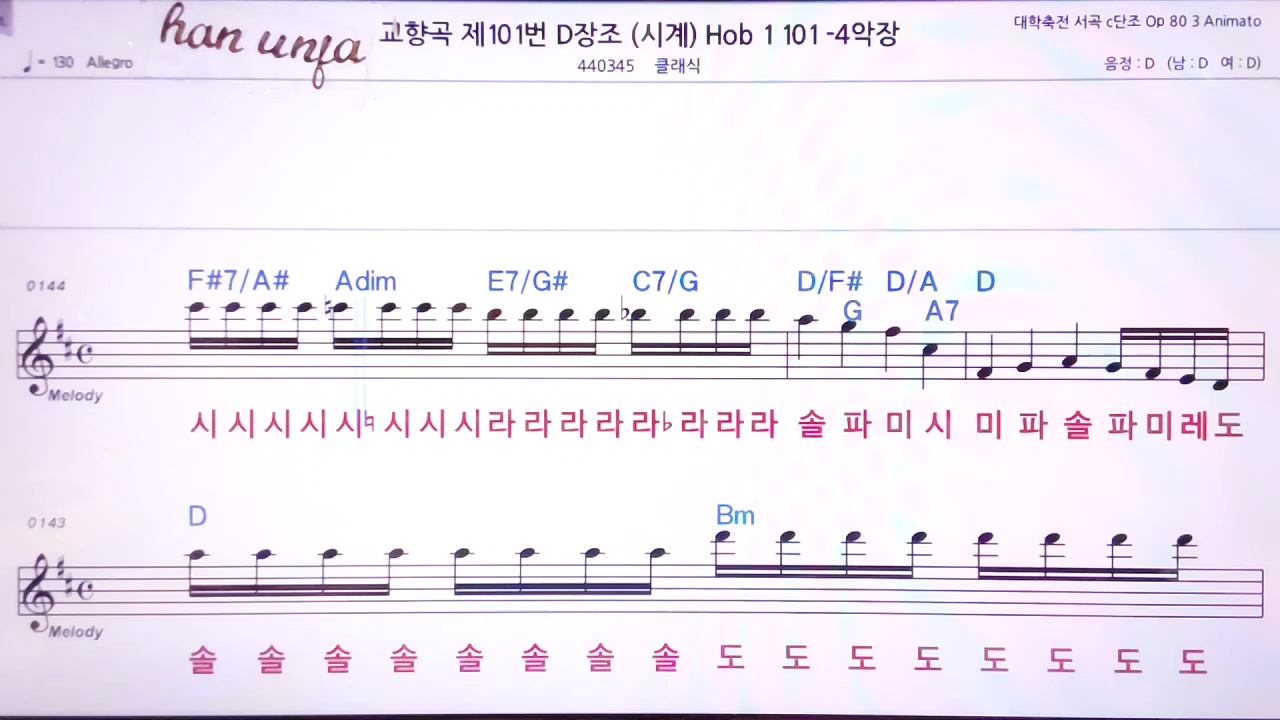 han unfa
교향곡 제101번 D장조 (시계) Hob 1 101 -4악장
대학축전 서곡 c단조 Op 80 3 Animato
♩= 130 Allegro
440345 클래식
음정 : D (남 : D 여 : D)
0144
F#7/A# Adim E7/G# C7/G D/F# G D/A A7 D
Melody
시 시 시 시 시♮ 시 시 시 라 라 라 라 라♭ 라 라 라 솔 파 미 시 미 파 솔 파 미 레 도
0143
D Bm
Melody
솔 솔 솔 솔 솔 솔 솔 솔 도 도 도 도 도 도 도 도